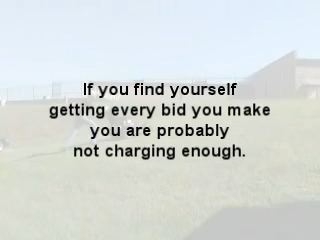 If you find yourself
getting every bid you make
you are probably
not charging enough.